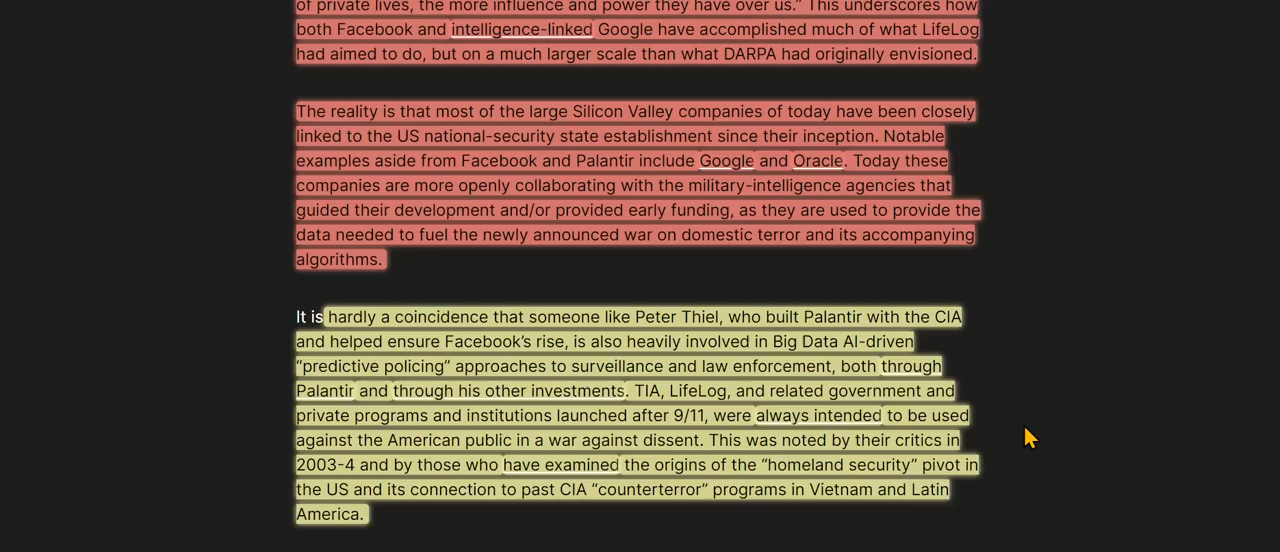 of private lives, the more influence and power they have over us.” This underscores how
both Facebook and intelligence-linked Google have accomplished much of what LifeLog
had aimed to do, but on a much larger scale than what DARPA had originally envisioned.
The reality is that most of the large Silicon Valley companies of today have been closely
linked to the US national-security state establishment since their inception. Notable
examples aside from Facebook and Palantir include Google and Oracle. Today these
companies are more openly collaborating with the military-intelligence agencies that
guided their development and/or provided early funding, as they are used to provide the
data needed to fuel the newly announced war on domestic terror and its accompanying
algorithms.
It is hardly a coincidence that someone like Peter Thiel, who built Palantir with the CIA
and helped ensure Facebook’s rise, is also heavily involved in Big Data AI-driven
“predictive policing” approaches to surveillance and law enforcement, both through
Palantir and through his other investments. TIA, LifeLog, and related government and
private programs and institutions launched after 9/11, were always intended to be used
against the American public in a war against dissent. This was noted by their critics in
2003-4 and by those who have examined the origins of the “homeland security” pivot in
the US and its connection to past CIA “counterterror” programs in Vietnam and Latin
America.